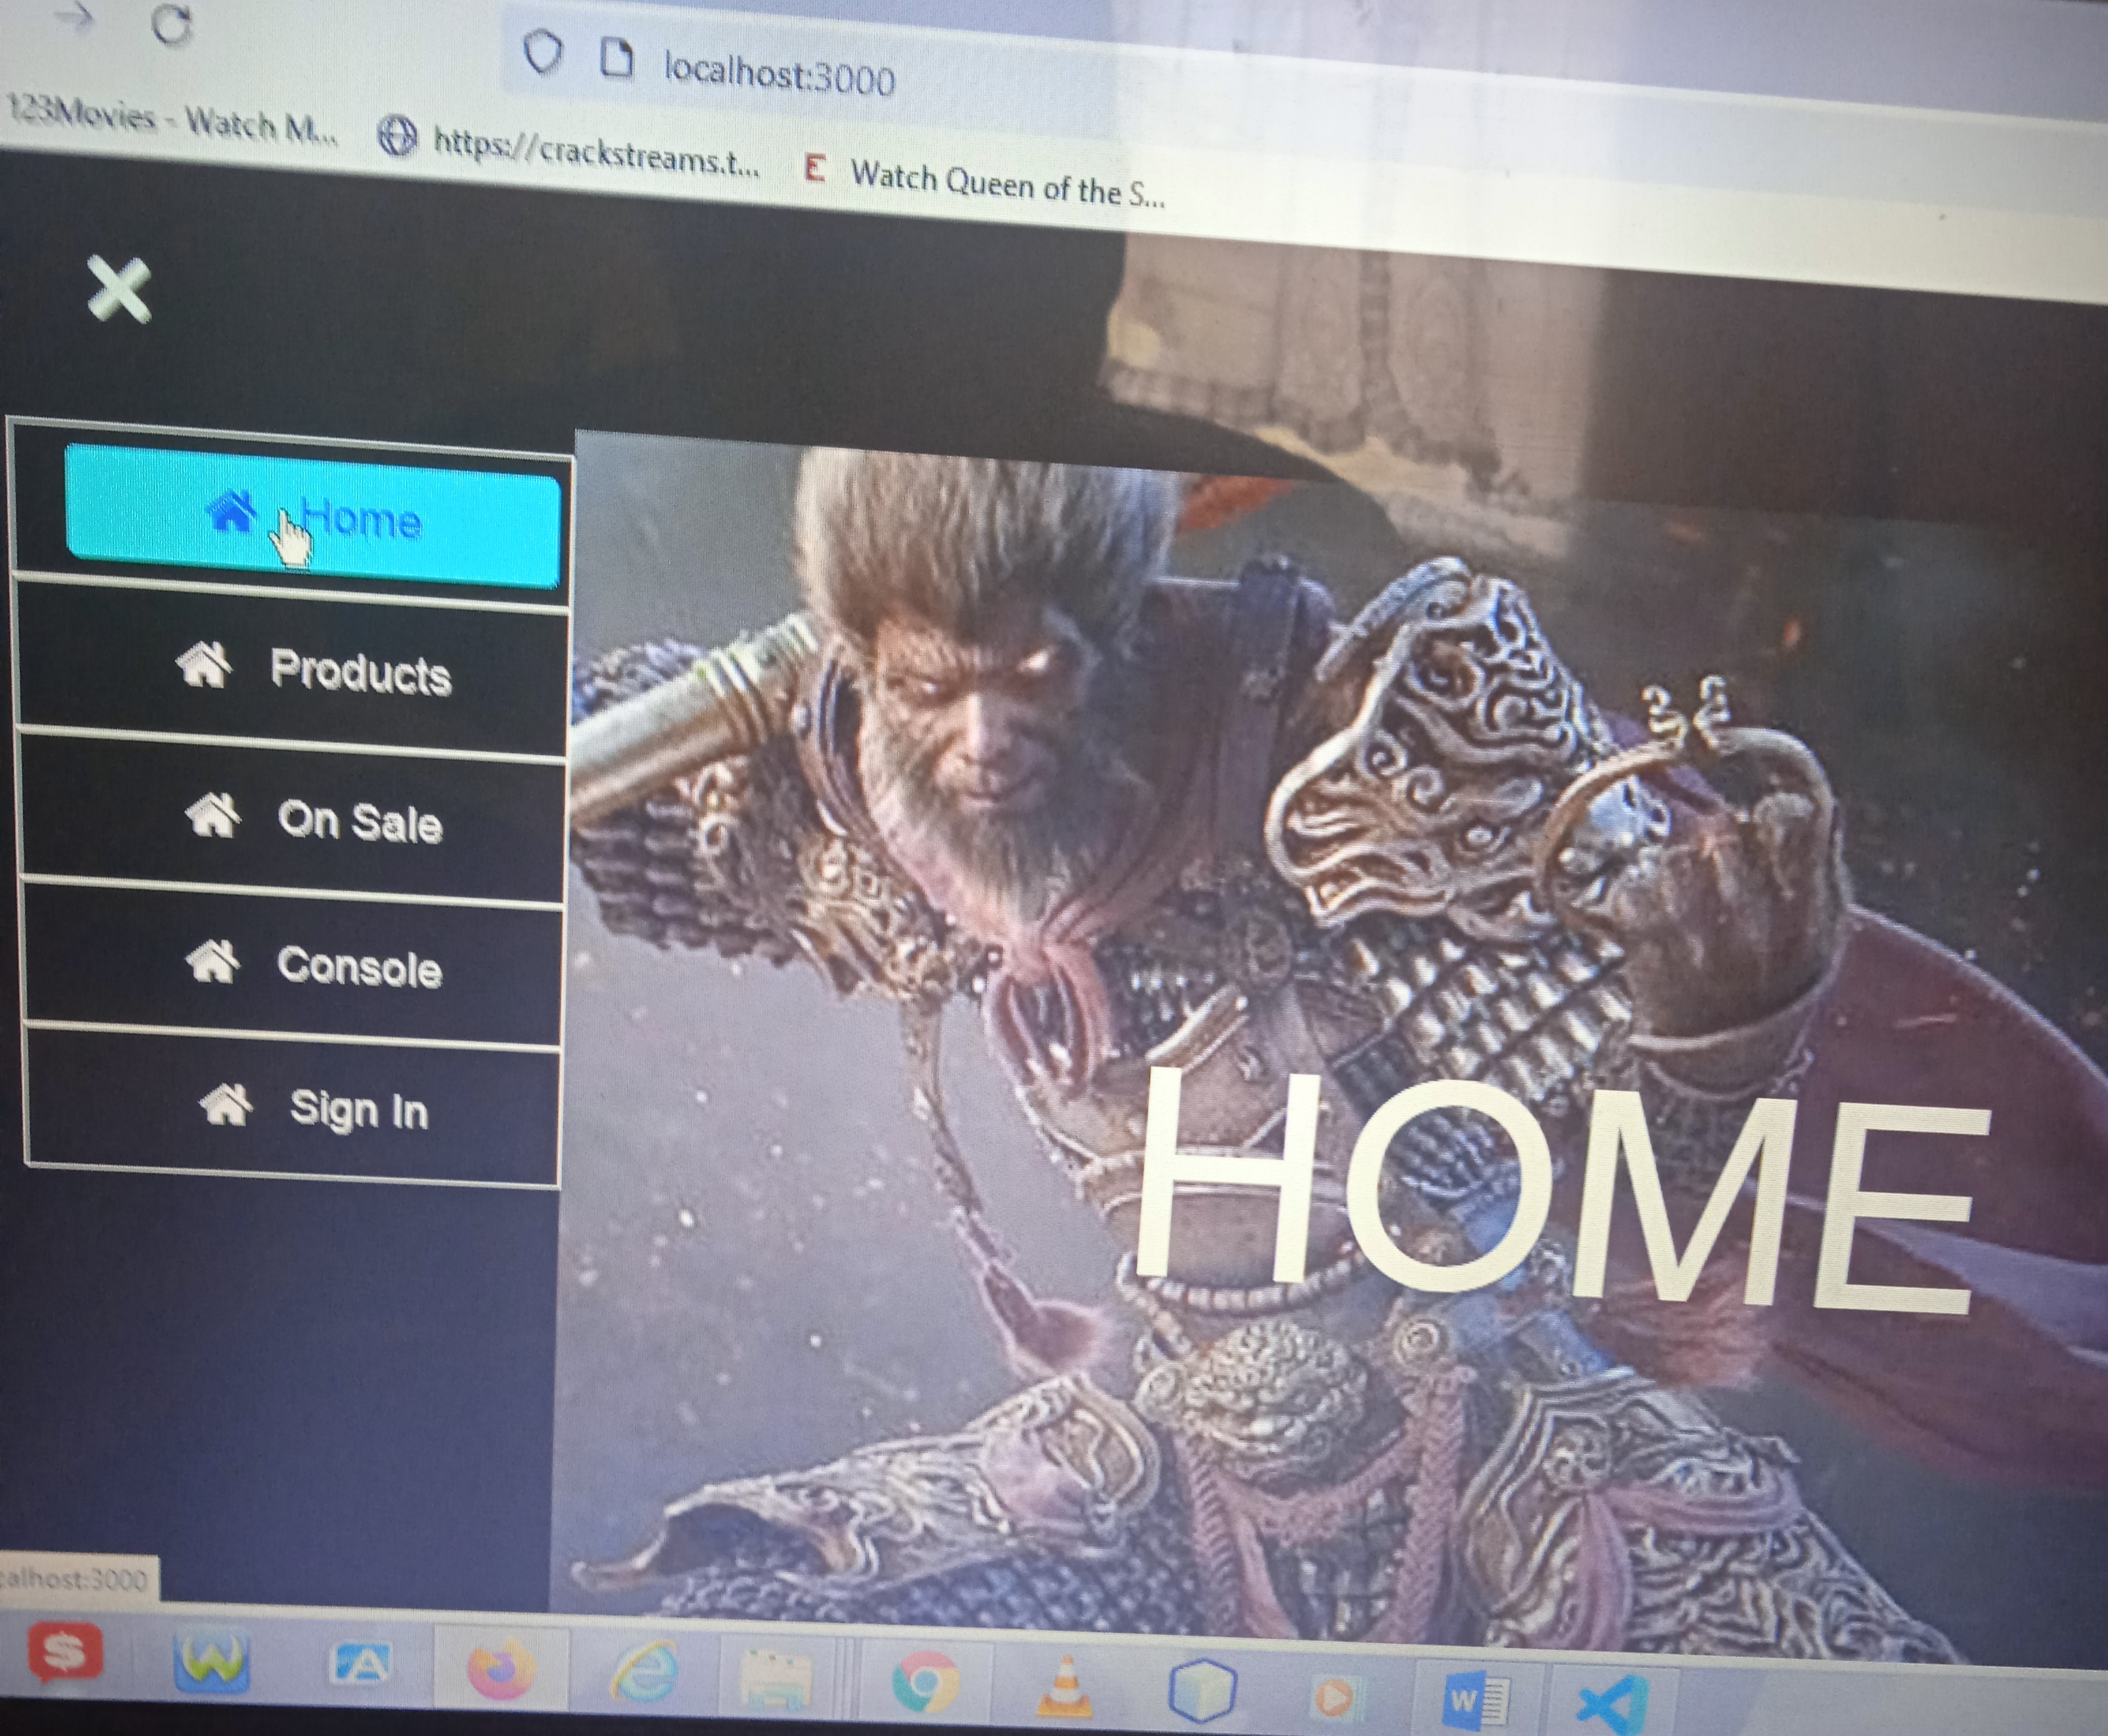 localhost:3000
123Movies - Watch M...
https://crackstreams.t...
E
Watch Queen of the S...
Home
Products
On Sale
Console
Sign In
HOME
calhost:3000
W